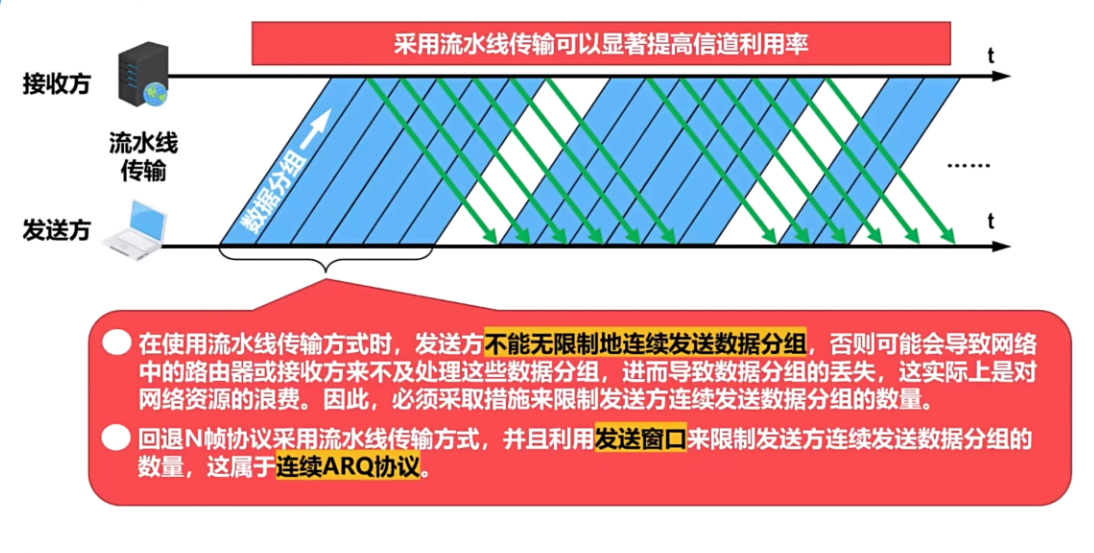 采用流水线传输可以显著提高信道利用率
t
接收方
流水线
传输
数据分组
……
发送方
t
在使用流水线传输方式时，发送方不能无限制地连续发送数据分组，否则可能会导致网络
中的路由器或接收方来不及处理这些数据分组，进而导致数据分组的丢失，这实际上是对
网络资源的浪费。因此，必须采取措施来限制发送方连续发送数据分组的数量。
回退N帧协议采用流水线传输方式，并且利用发送窗口来限制发送方连续发送数据分组的
数量，这属于连续ARQ协议。